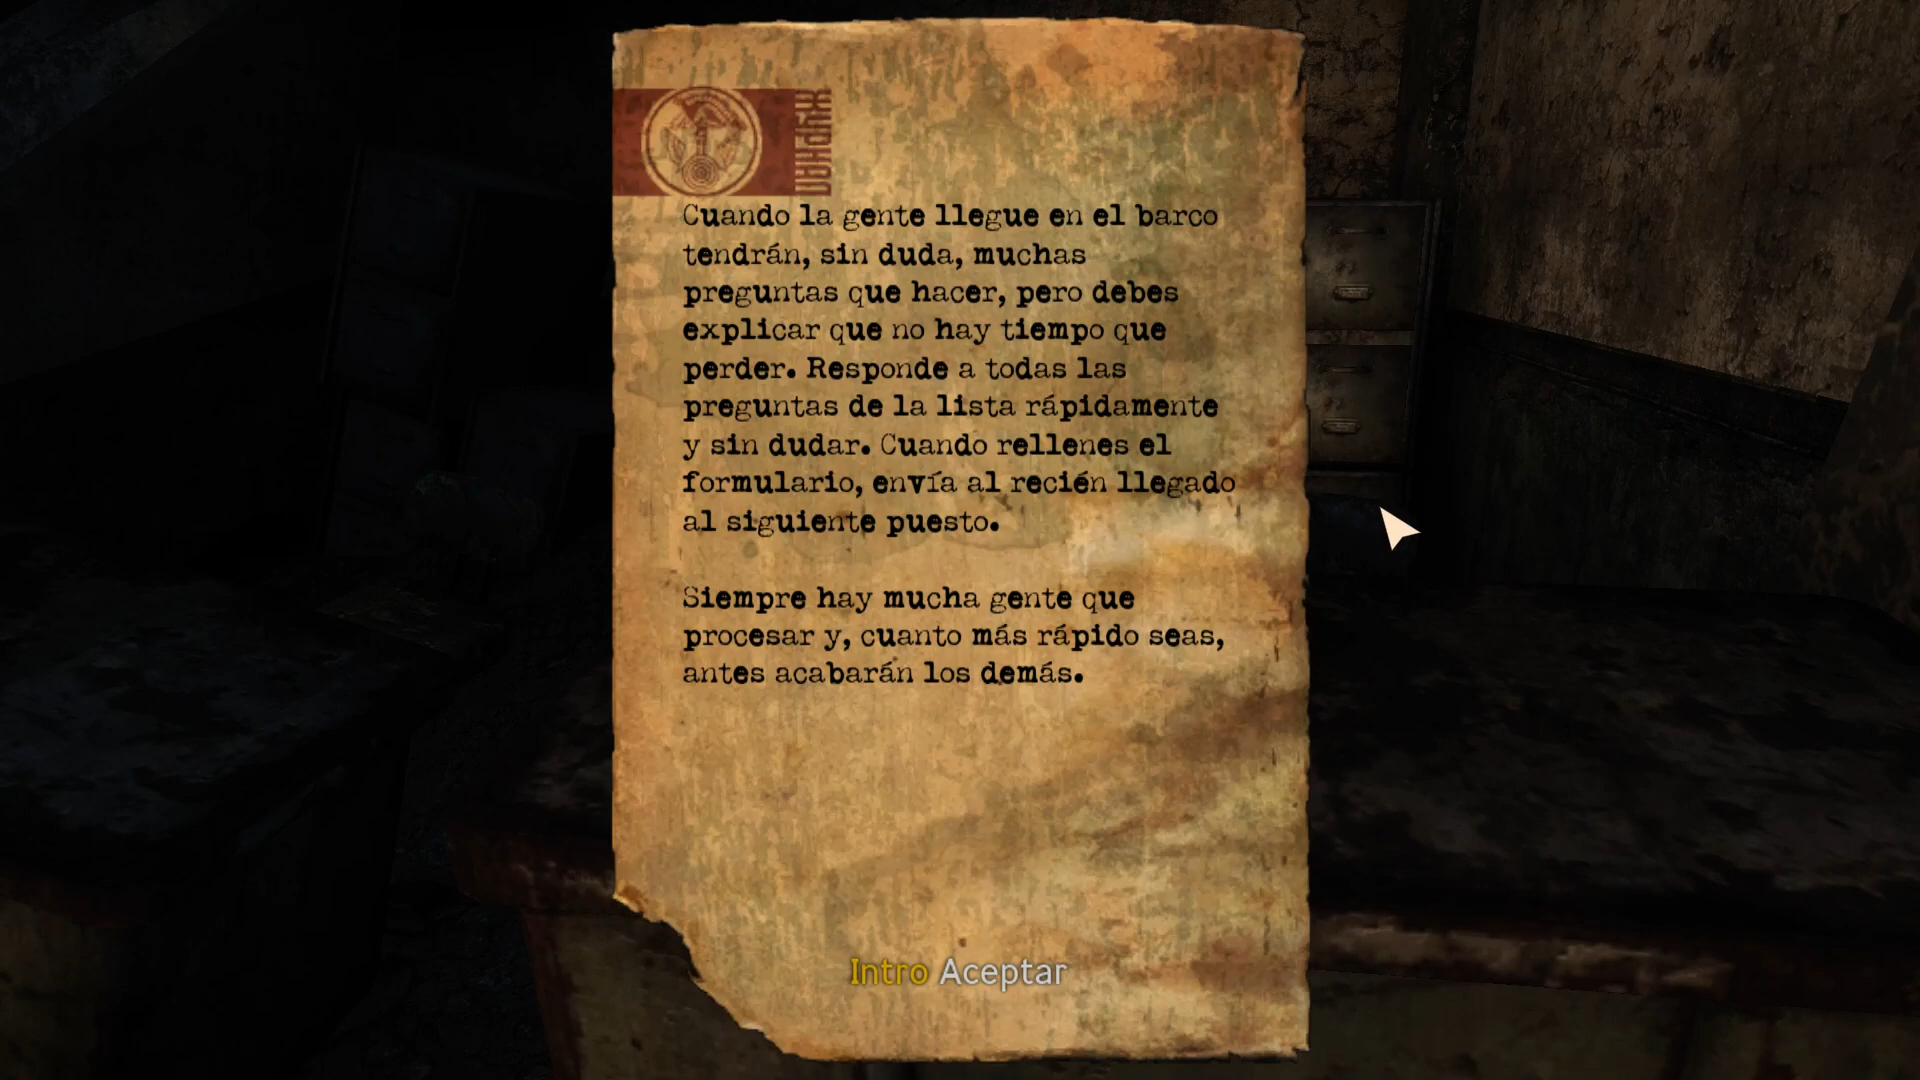 Cuando la gente llegue en el barco
tendrán, sin duda, muchas
preguntas que hacer, pero debes
explicar que no hay tiempo que
perder. Responde a todas las
preguntas de la lista rápidamente
y sin dudar. Cuando rellenes el
formulario, envía al recién llegado
al siguiente puesto.
Siempre hay mucha gente que
procesar y, cuanto más rápido seas,
antes acabarán los demás.
Intro Aceptar